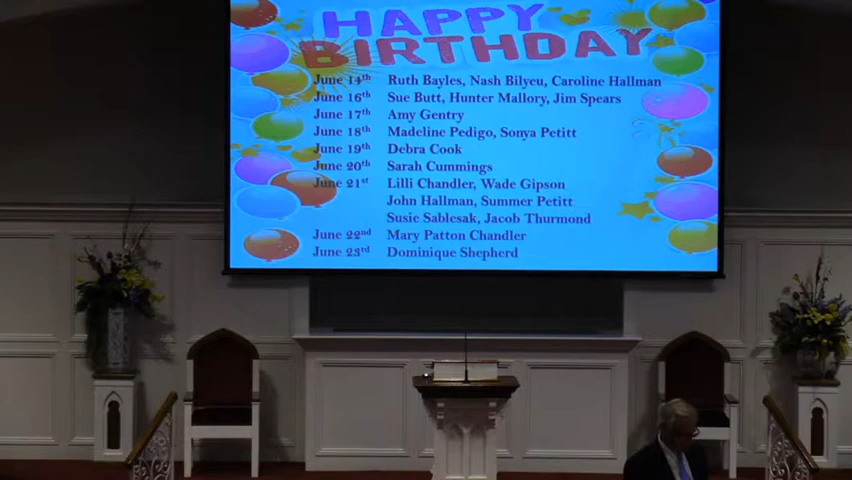 HAPPY
BIRTHDAY
June 14th Ruth Bayles, Nash Bilyeu, Caroline Hallman
June 16th Sue Butt, Hunter Mallory, Jim Spears
June 17th Amy Gentry
June 18th Madeline Pedigo, Sonya Petitt
June 19th Debra Cook
June 20th Sarah Cummings
June 21st Lilli Chandler, Wade Gipson
John Hallman, Summer Petitt
Susie Sablesak, Jacob Thurmond
June 22nd Mary Patton Chandler
June 23rd Dominique Shepherd